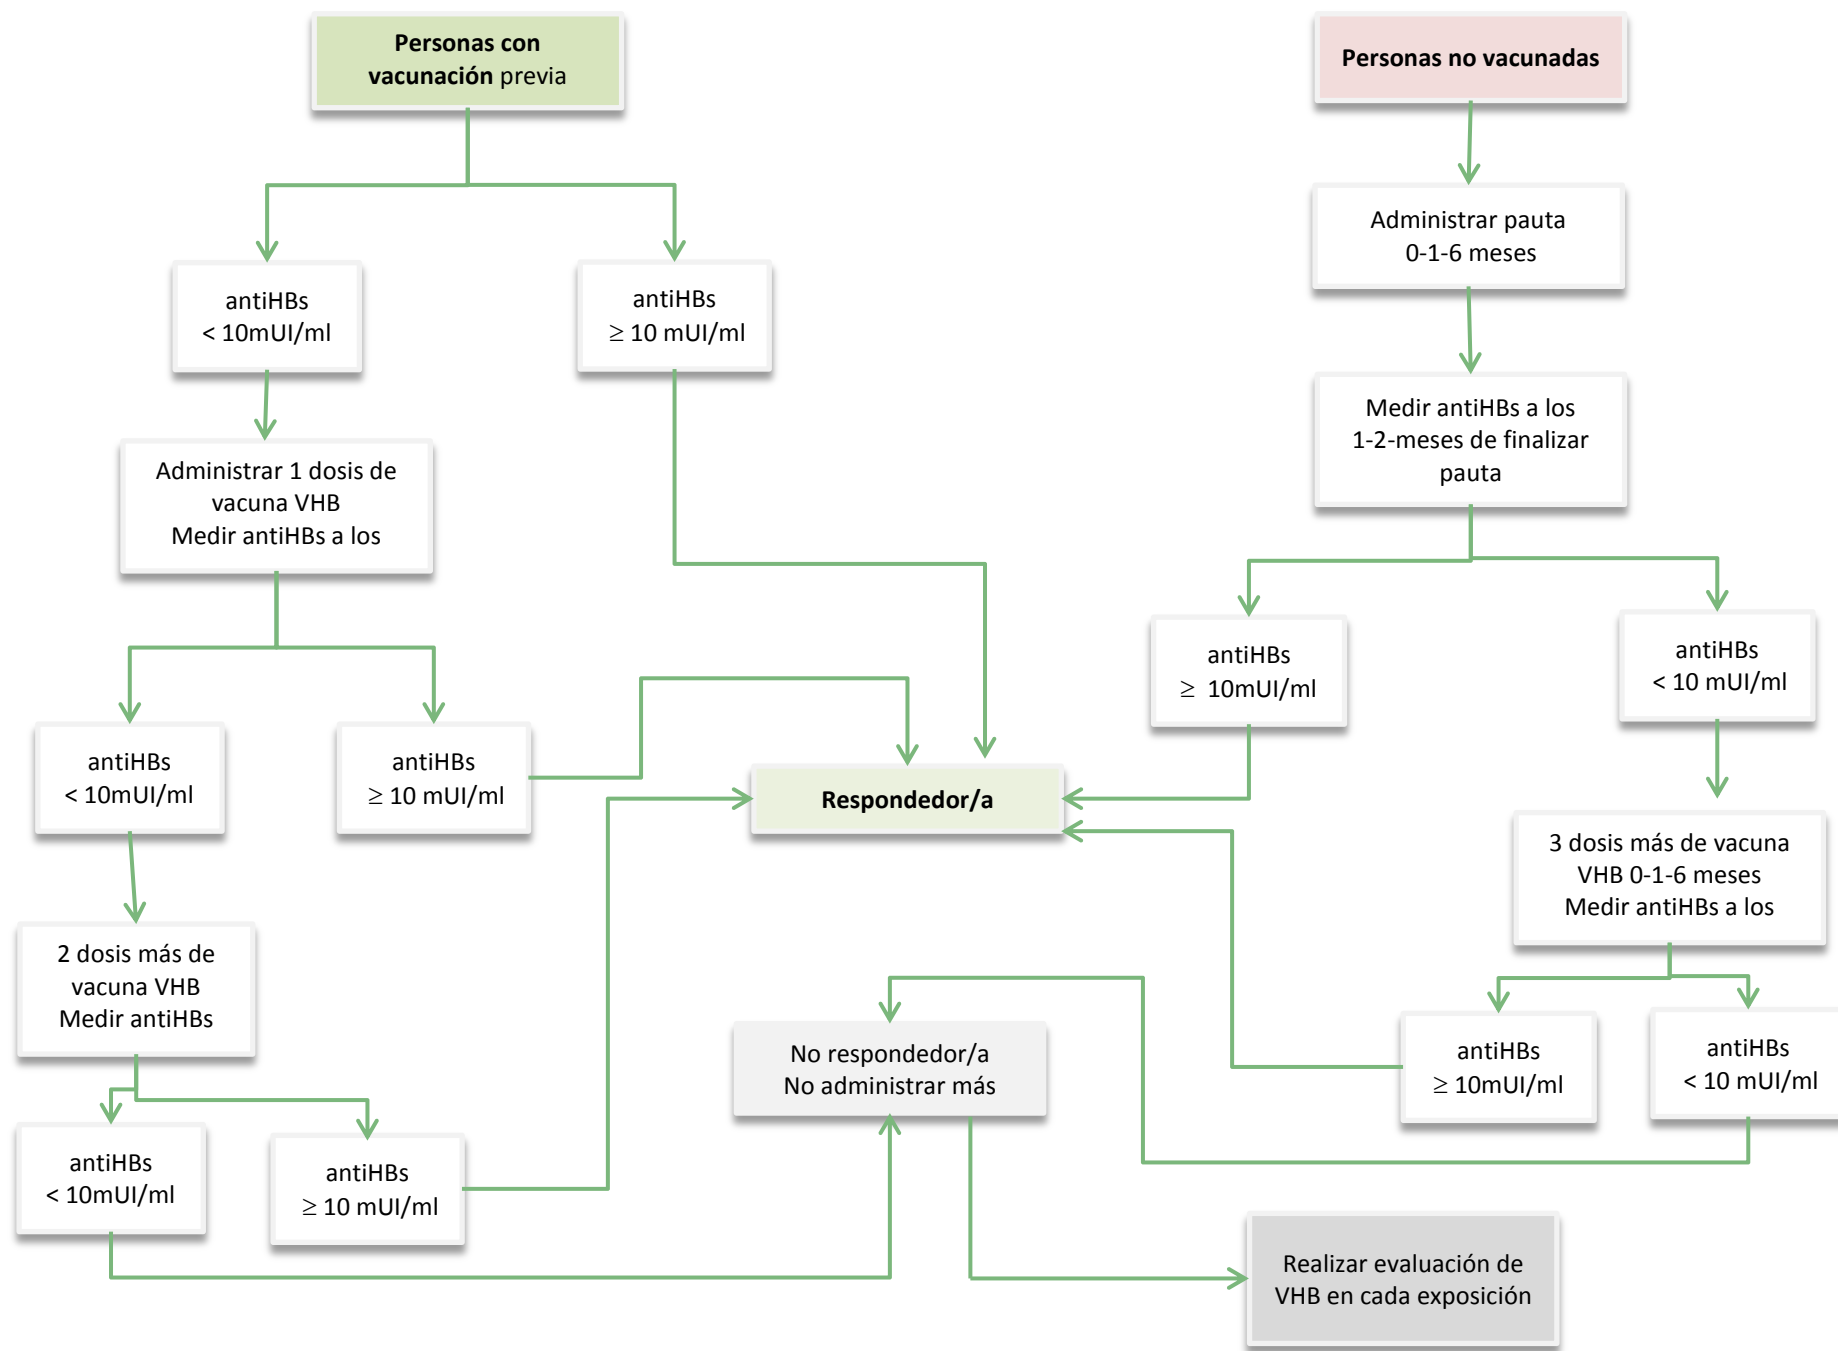 Personas con
vacunación previa
Personas no vacunadas
Administrar pauta
0-1-6 meses
antiHBs
< 10mUI/ml
antiHBs
≥ 10 mUI/ml
Medir antiHBs a los
1-2-meses de finalizar
pauta
Administrar 1 dosis de
vacuna VHB
Medir antiHBs a los
antiHBs
≥ 10mUI/ml
antiHBs
< 10 mUI/ml
antiHBs
< 10mUI/ml
antiHBs
≥ 10 mUI/ml
Respondedor/a
3 dosis más de vacuna
VHB 0-1-6 meses
Medir antiHBs a los
2 dosis más de
vacuna VHB
Medir antiHBs
No respondedor/a
No administrar más
antiHBs
≥ 10mUI/ml
antiHBs
< 10 mUI/ml
antiHBs
< 10mUI/ml
antiHBs
≥ 10 mUI/ml
Realizar evaluación de
VHB en cada exposición